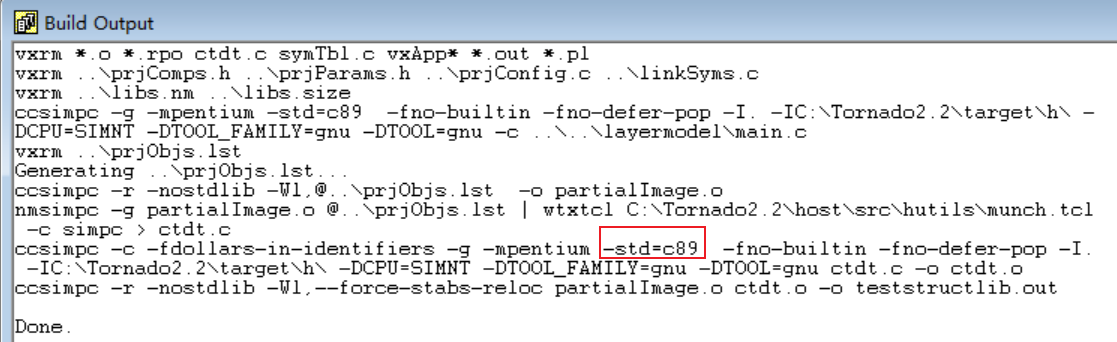 Build Output
vxrm *.o *.rpo ctdt.c symTbl.c vxApp* *.out *.pl
vxrm ..\prjComps.h ..\prjParams.h ..\prjConfig.c ..\linkSyms.c
vxrm ..\libs.nm ..\libs.size
ccsimpc -g -mpentium -std=c89  -fno-builtin -fno-defer-pop -I. -IC:\Tornado2.2\target\h\ -
DCPU=SIMNT -DTOOL_FAMILY=gnu -DTOOL=gnu -c ..\..\layermodel\main.c
vxrm ..\prjObjs.lst
Generating ..\prjObjs.lst...
ccsimpc -r -nostdlib -Wl,@..\prjObjs.lst  -o partialImage.o
nmsimpc -g partialImage.o @..\prjObjs.lst | wtxtcl C:\Tornado2.2\host\src\hutils\munch.tcl
-c simpc > ctdt.c
ccsimpc -c -fdollars-in-identifiers -g -mpentium -std=c89  -fno-builtin -fno-defer-pop -I.
-IC:\Tornado2.2\target\h\ -DCPU=SIMNT -DTOOL_FAMILY=gnu -DTOOL=gnu ctdt.c -o ctdt.o
ccsimpc -r -nostdlib -Wl,--force-stabs-reloc partialImage.o ctdt.o -o teststructlib.out
Done.